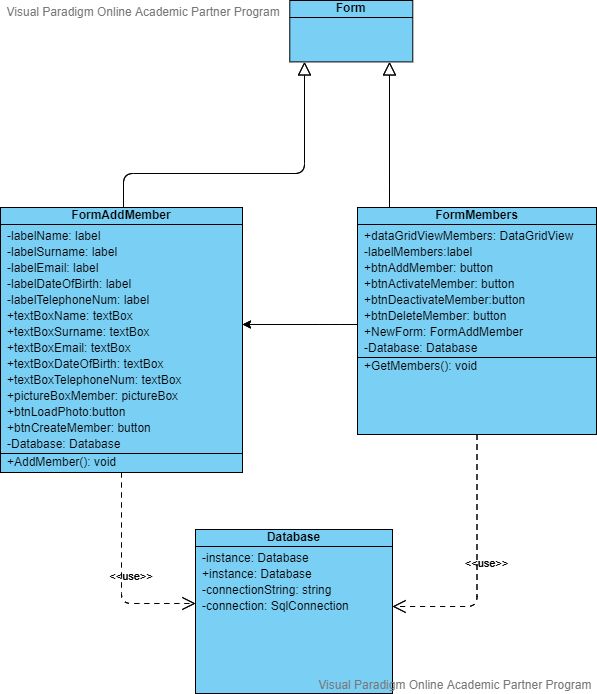 Visual Paradigm Online Academic Partner Program
Form
FormAddMember
-labelName: label
-labelSurname: label
-labelEmail: label
-labelDateOfBirth: label
-labelTelephoneNum: label
+textBoxName: textBox
+textBoxSurname: textBox
+textBoxEmail: textBox
+textBoxDateOfBirth: textBox
+textBoxTelephoneNum: textBox
+pictureBoxMember: pictureBox
+btnLoadPhoto:button
+btnCreateMember: button
-Database: Database
+AddMember(): void
FormMembers
+dataGridViewMembers: DataGridView
-labelMembers:label
+btnAddMember: button
+btnActivateMember: button
+btnDeactivateMember:button
+btnDeleteMember: button
+NewForm: FormAddMember
-Database: Database
+GetMembers(): void
<<use>>
<<use>>
Database
-instance: Database
+instance: Database
-connectionString: string
-connection: SqlConnection
Visual Paradigm Online Academic Partner Program